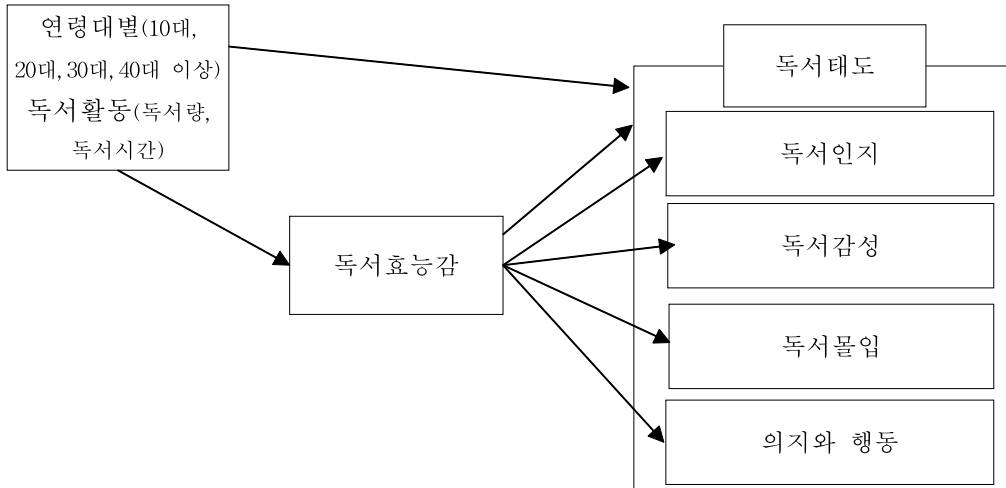 연령대별(10대,
20대,30대,40대 이상)
독서활동(독서량,
독서시간)
독서태도
독서인지
독서감성
독서효능감
독서몰입
의지와 행동